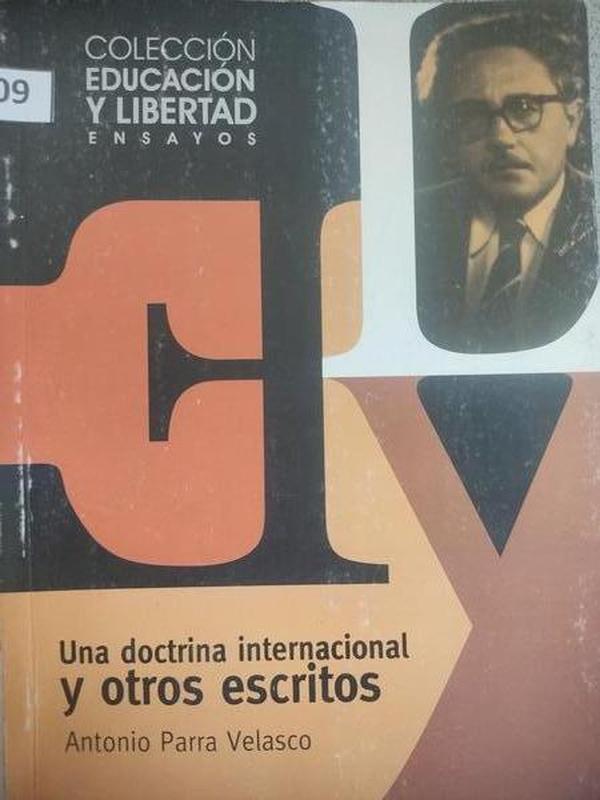 COLECCIÓN
EDUCACIÓN
Y LIBERTAD
ENSAYOS
09
Una doctrina internacional
y otros escritos
Antonio Parra Velasco